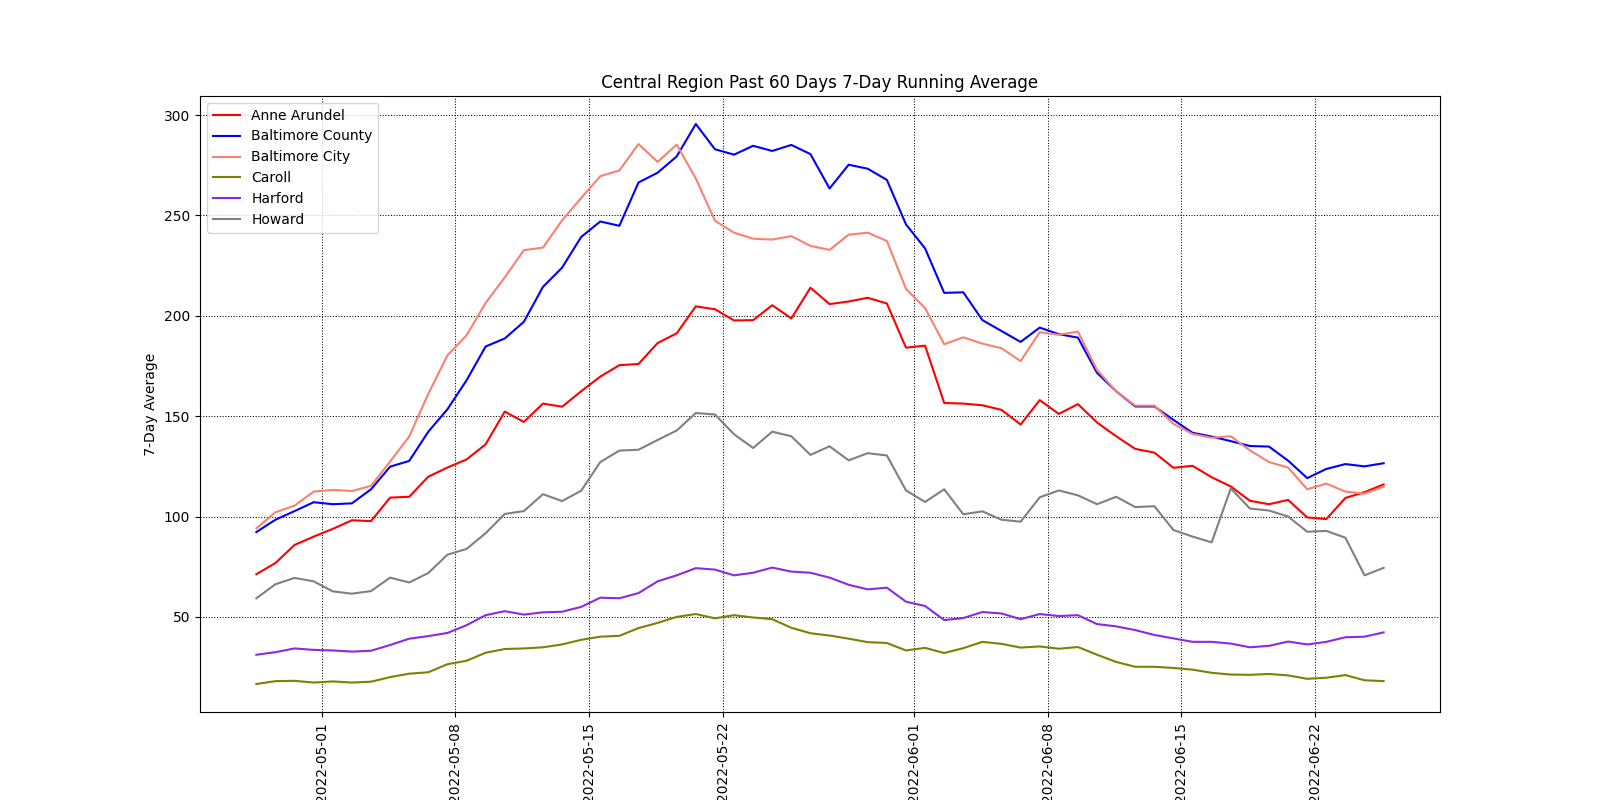 Central Region Past 60 Days 7-Day Running Average
Anne Arundel
Baltimore County
Baltimore City
Caroll
Harford
Howard
300
250
200
150
100
50
7-Day Average
2022-05-01
2022-05-08
2022-05-15
2022-05-22
2022-06-01
2022-06-08
2022-06-15
2022-06-22